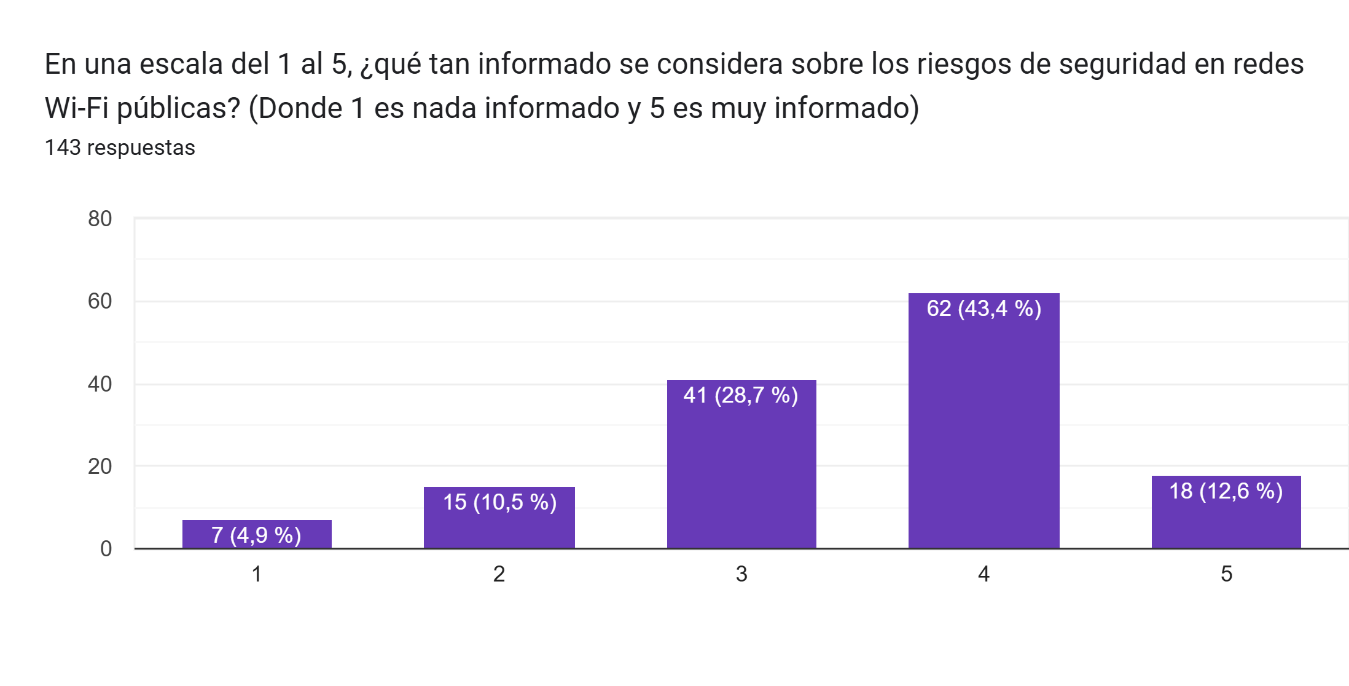 En una escala del 1 al 5, ¿qué tan informado se considera sobre los riesgos de seguridad en redes
Wi-Fi públicas? (Donde 1 es nada informado y 5 es muy informado)
143 respuestas
80
60
40
20
0
7 (4,9 %)
15 (10,5 %)
41 (28,7 %)
62 (43,4 %)
18 (12,6 %)
1
2
3
4
5